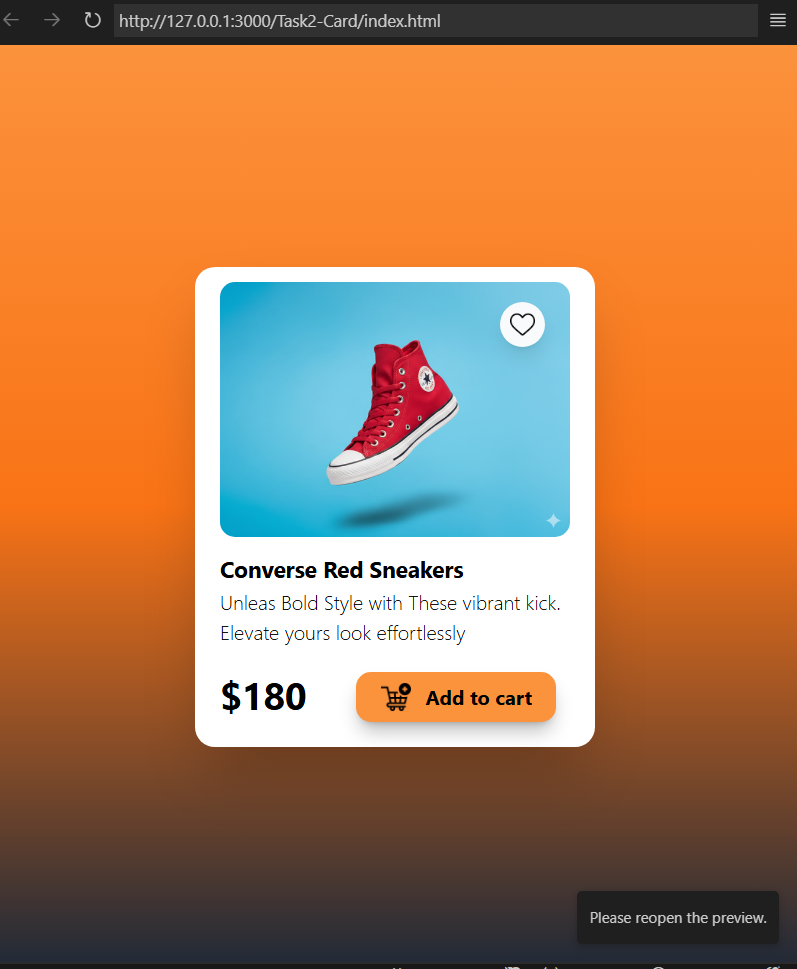 http://127.0.0.1:3000/Task2-Card/index.html
Converse Red Sneakers
Unleas Bold Style with These vibrant kick.
Elevate yours look effortlessly
$180
Add to cart
Please reopen the preview.